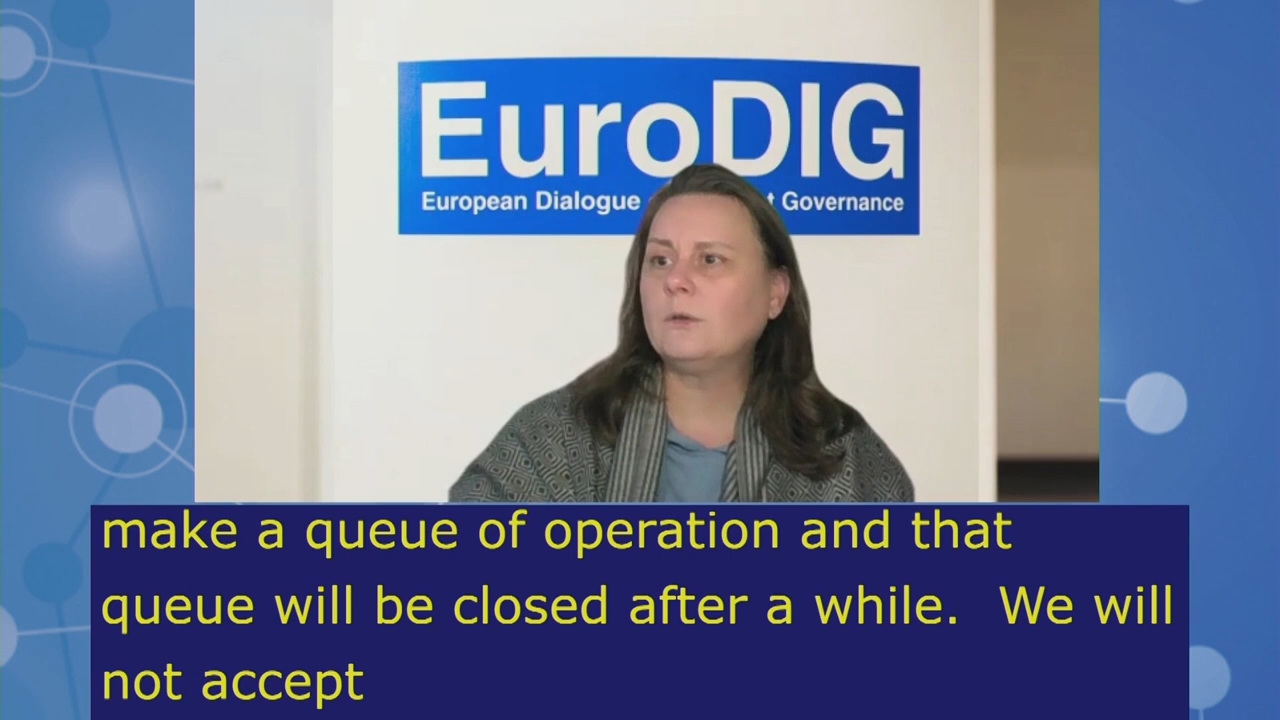 EuroDIG
European Dialogue t Governance
make a queue of operation and that
queue will be closed after a while. We will
not accept